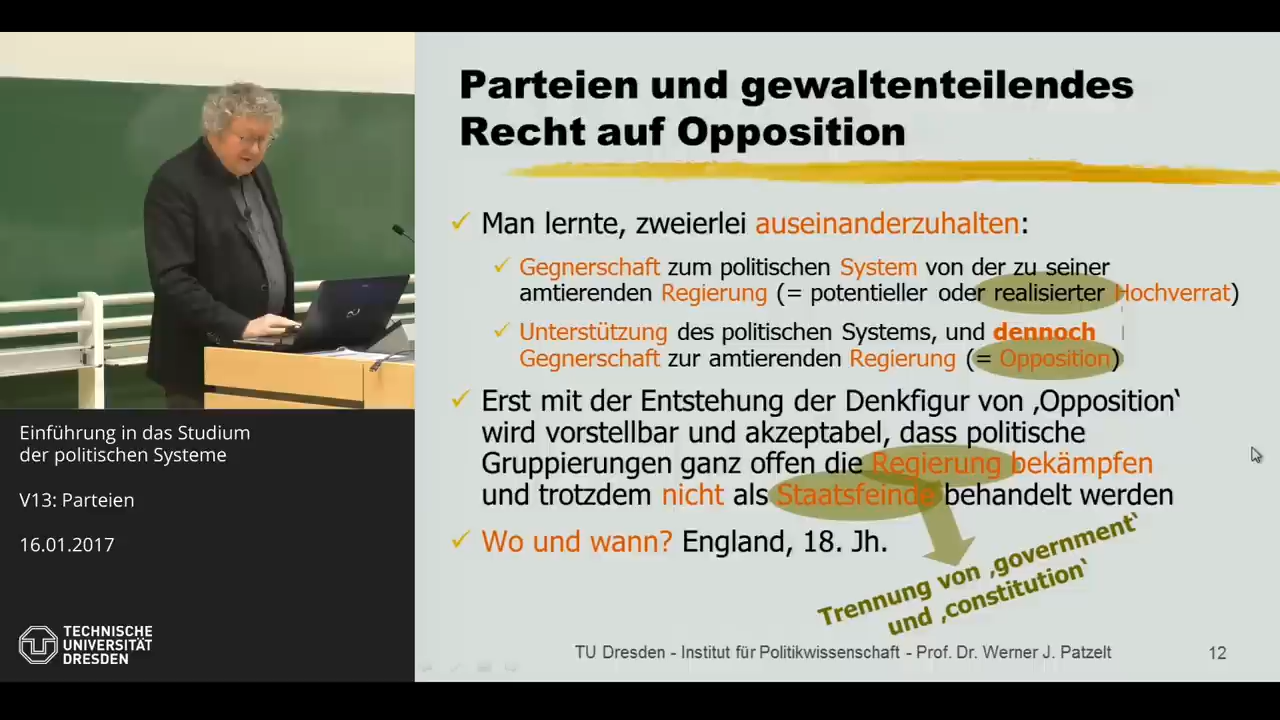 Parteien und gewaltenteilendes
Recht auf Opposition
Man lernte, zweierlei auseinanderzuhalten:
Gegnerschaft zum politischen System von der zu seiner
amtierenden Regierung (= potentieller oder realisierter Hochverrat)
Unterstützung des politischen Systems, und dennoch
Gegnerschaft zur amtierenden Regierung (= Opposition)
Erst mit der Entstehung der Denkfigur von ‚Opposition‘
wird vorstellbar und akzeptabel, dass politische
Gruppierungen ganz offen die Regierung bekämpfen
und trotzdem nicht als Staatsfeinde behandelt werden
Wo und wann? England, 18. Jh.
Trennung von ‚government‘
und ‚constitution‘
TU Dresden - Institut für Politikwissenschaft - Prof. Dr. Werner J. Patzelt
12
Einführung in das Studium
der politischen Systeme
V13: Parteien
16.01.2017
TECHNISCHE
UNIVERSITÄT
DRESDEN